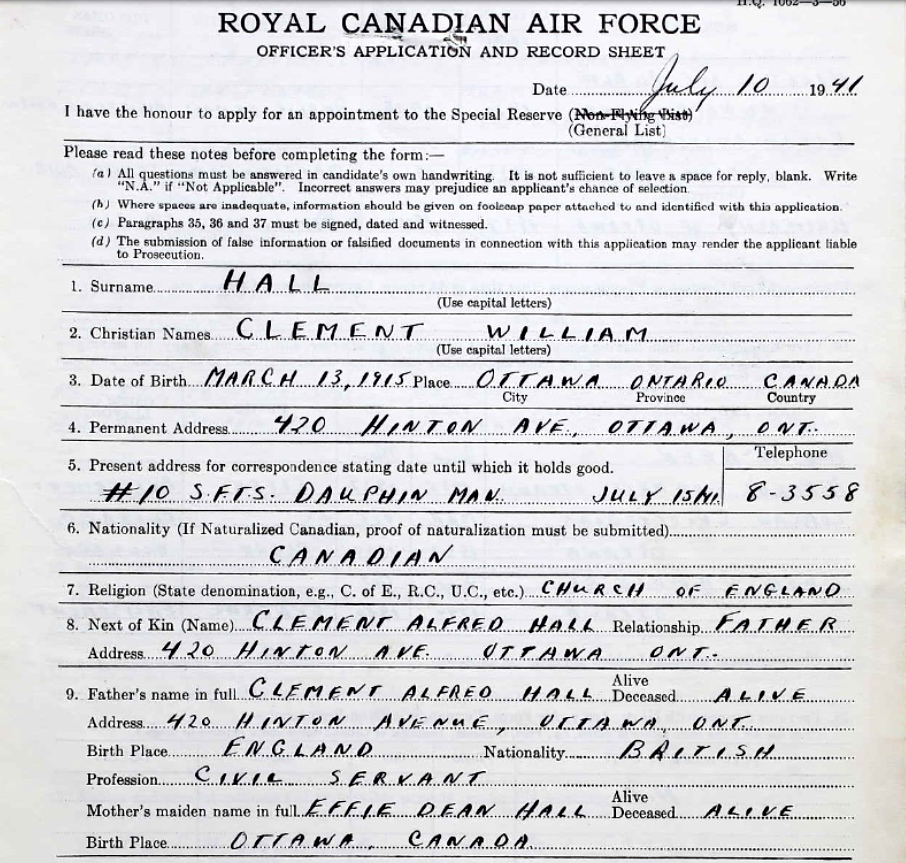 H.Q. 1062—3—56
ROYAL CANADIAN AIR FORCE
OFFICER'S APPLICATION AND RECORD SHEET
Date July 10 1941
I have the honour to apply for an appointment to the Special Reserve (Non-Flying List)
(General List)
Please read these notes before completing the form:—
(a) All questions must be answered in candidate's own handwriting. It is not sufficient to leave a space for reply, blank. Write
"N.A." if "Not Applicable". Incorrect answers may prejudice an applicant's chance of selection.
(b) Where spaces are inadequate, information should be given on foolscap paper attached to and identified with this application.
(c) Paragraphs 35, 36 and 37 must be signed, dated and witnessed.
(d) The submission of false information or falsified documents in connection with this application may render the applicant liable
to Prosecution.
1. Surname HALL
(Use capital letters)
2. Christian Names CLEMENT WILLIAM
(Use capital letters)
3. Date of Birth MARCH 13, 1915 Place OTTAWA ONTARIO CANADA
City Province Country
4. Permanent Address 420 HINTON AVE., OTTAWA, ONT.
Telephone
5. Present address for correspondence stating date until which it holds good.
#10 S.F.T.S. DAUPHIN MAN. JULY 15/41. 8-3558
6. Nationality (If Naturalized Canadian, proof of naturalization must be submitted)
CANADIAN
7. Religion (State denomination, e.g., C. of E., R.C., U.C., etc.) CHURCH OF ENGLAND
8. Next of Kin (Name) CLEMENT ALFRED HALL Relationship FATHER
Address 420 HINTON AVE. OTTAWA ONT.
9. Father's name in full CLEMENT ALFRED HALL Alive Deceased ALIVE
Address 420 HINTON AVENUE, OTTAWA, ONT.
Birth Place ENGLAND Nationality BRITISH
Profession CIVIL SERVANT
Mother's maiden name in full EFFIE DEAN HALL Alive Deceased ALIVE
Birth Place OTTAWA, CANADA